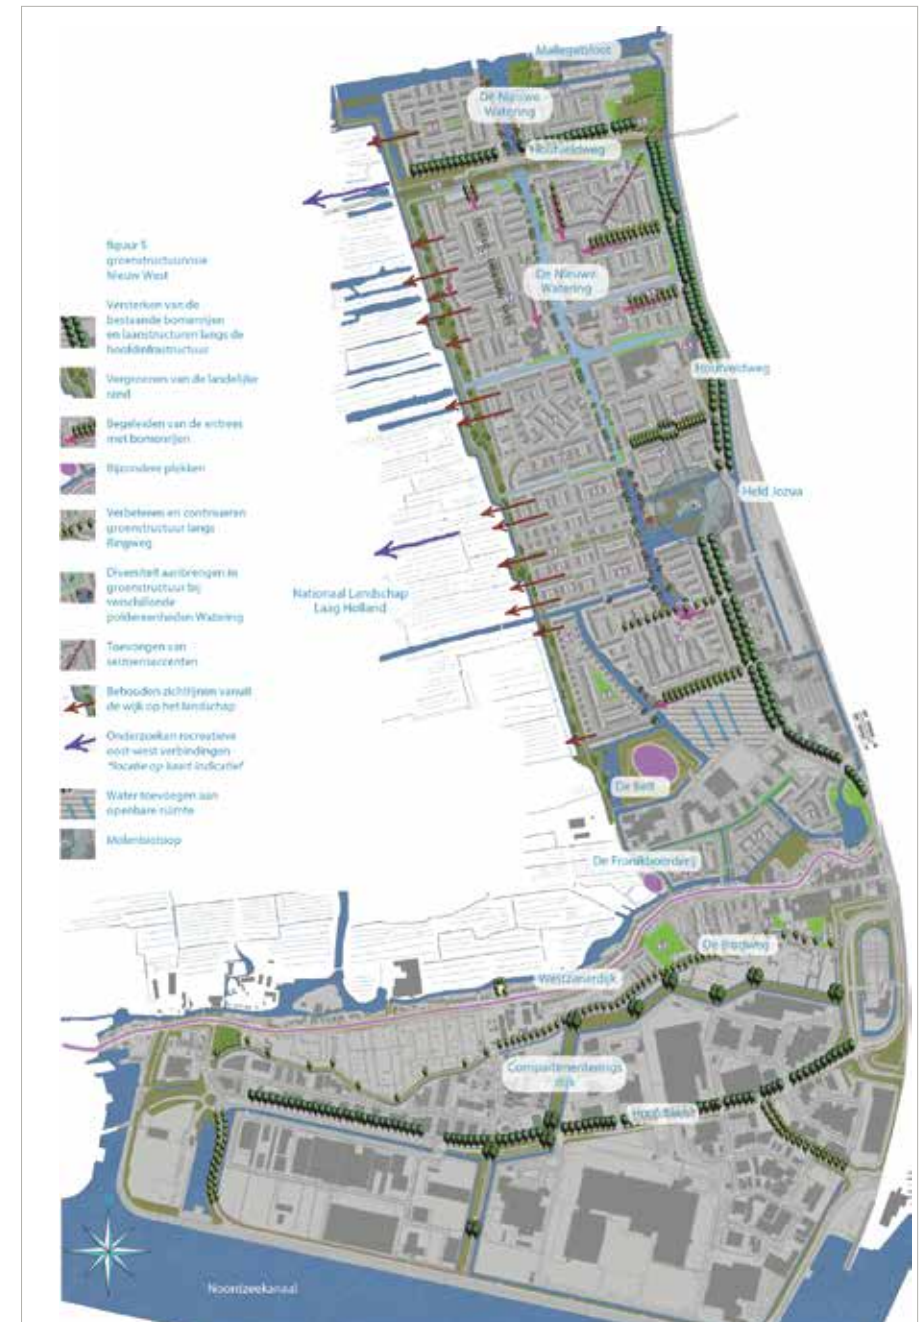 Mallegatsloot
De Nieuwe
Watering
Houtveldweg
figuur 5
groenstructuurvisie
Nieuw West
Versterken van de
bestaande bomenrijen
en laanstructuren langs de
hoofdinfrastructuur
Vergroenen van de landelijke
rand
Begeleiden van de entrees
met bomenrijen
Bijzondere plekken
Verbeteren en continueren
groenstructuur langs
Ringweg
Diversiteit aanbrengen in
groenstructuur bij
verschillende
poldereenheden Watering
Toevoegen van
seizoensaccenten
Behouden zichtlijnen vanuit
de wijk op het landschap
Onderzoeken recreatieve
oost-west verbindingen
*locatie op kaart indicatief
Water toevoegen aan
openbare ruimte
Molenbiotoop
De Nieuwe
Watering
Houtveldweg
Held Jozua
Nationaal Landschap
Laag Holland
De Belt
De Fransboerderij
De Ringweg
Westzanerdijk
Compartimenterings
dijk
Noordzeekanaal